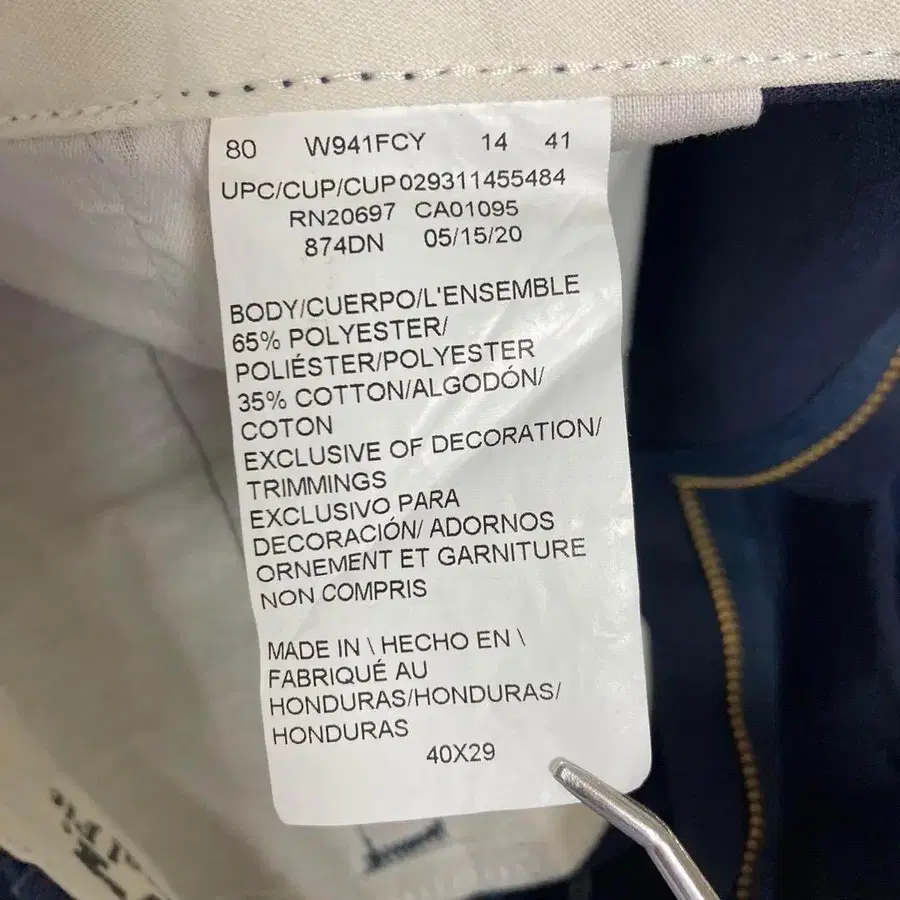 80 W941FCY 14 41
UPC/CUP/CUP029311455484
RN20697 CA01095
874DN 05/15/20
BODY/CUERPO/L'ENSEMBLE
65% POLYESTER/
POLIÉSTER/POLYESTER
35% COTTON/ALGODÓN/
COTON
EXCLUSIVE OF DECORATION/
TRIMMINGS
EXCLUSIVO PARA
DECORACIÓN/ ADORNOS
ORNEMENT ET GARNITURE
NON COMPRIS
MADE IN \ HECHO EN \
FABRIQUÉ AU
HONDURAS/HONDURAS/
HONDURAS
40X29